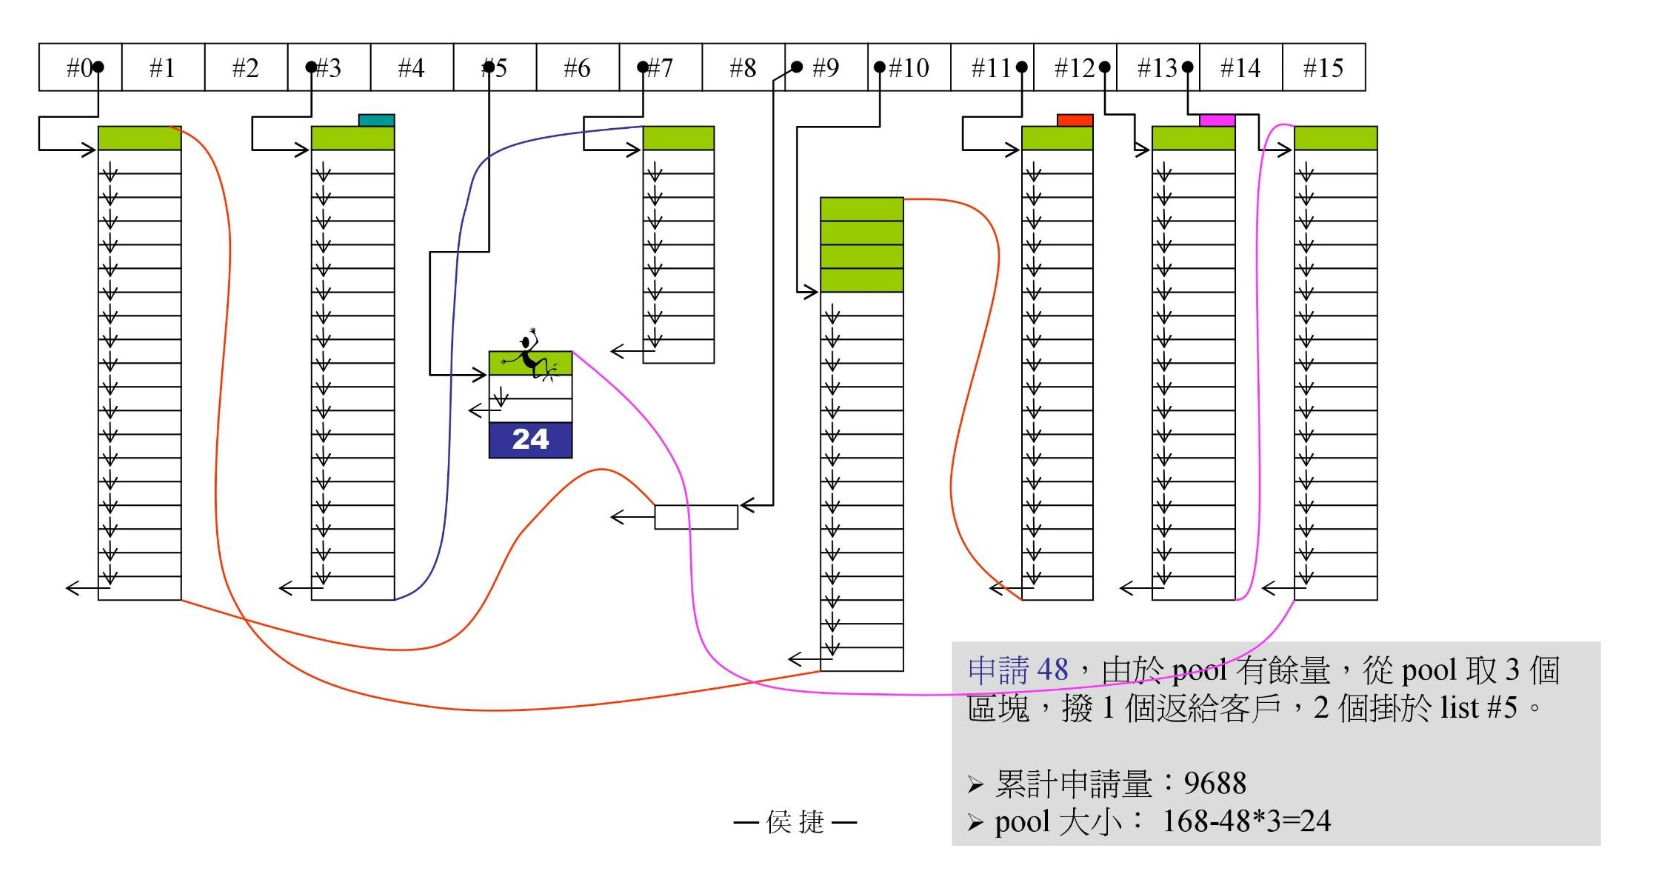 #0 #1 #2 #3 #4 #5 #6 #7 #8 #9 #10 #11 #12 #13 #14 #15
24
申請 48，由於 pool 有餘量，從 pool 取 3 個
區塊，撥 1 個返給客戶，2 個掛於 list #5。
➢ 累計申請量：9688
➢ pool 大小： 168-48*3=24
— 侯 捷 —